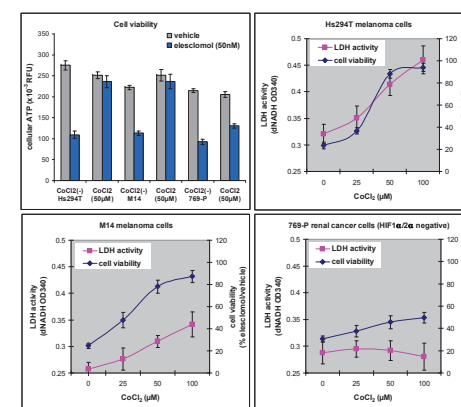 Cell viability
vehicle
elesclomol (50nM)
cellular ATP (x10-3 RFU)
350
300
250
200
150
100
50
0
CoCl2(-) CoCl2 CoCl2(-) CoCl2 CoCl2(-) CoCl2
Hs294T (50μM) M14 (50μM) 769-P (50μM)
Hs294T melanoma cells
LDH activity
cell viability
LDH activity
(dNADH OD340)
0.5
0.45
0.4
0.35
0.3
0.25
120
100
80
60
40
20
0
0 25 50 100
CoCl2 (μM)
M14 melanoma cells
LDH activity
cell viability
LDH activity
(dNADH OD340)
0.5
0.45
0.4
0.35
0.3
0.25
120
100
80
60
40
20
0
cell viability
(% elesclomol/vehicle)
0 25 50 100
CoCl2 (μM)
769-P renal cancer cells (HIF1α/2α negative)
LDH activity
cell viability
LDH activity
(dNADH OD340)
0.5
0.45
0.4
0.35
0.3
0.25
120
100
80
60
40
20
0
0 25 50 100
CoCl2 (μM)